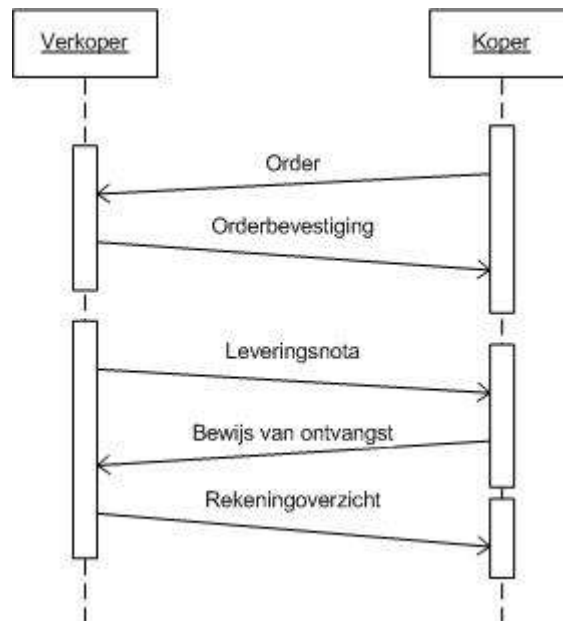 Verkoper
Koper
Order
Orderbevestiging
Leveringsnota
Bewijs van ontvangst
Rekeningoverzicht